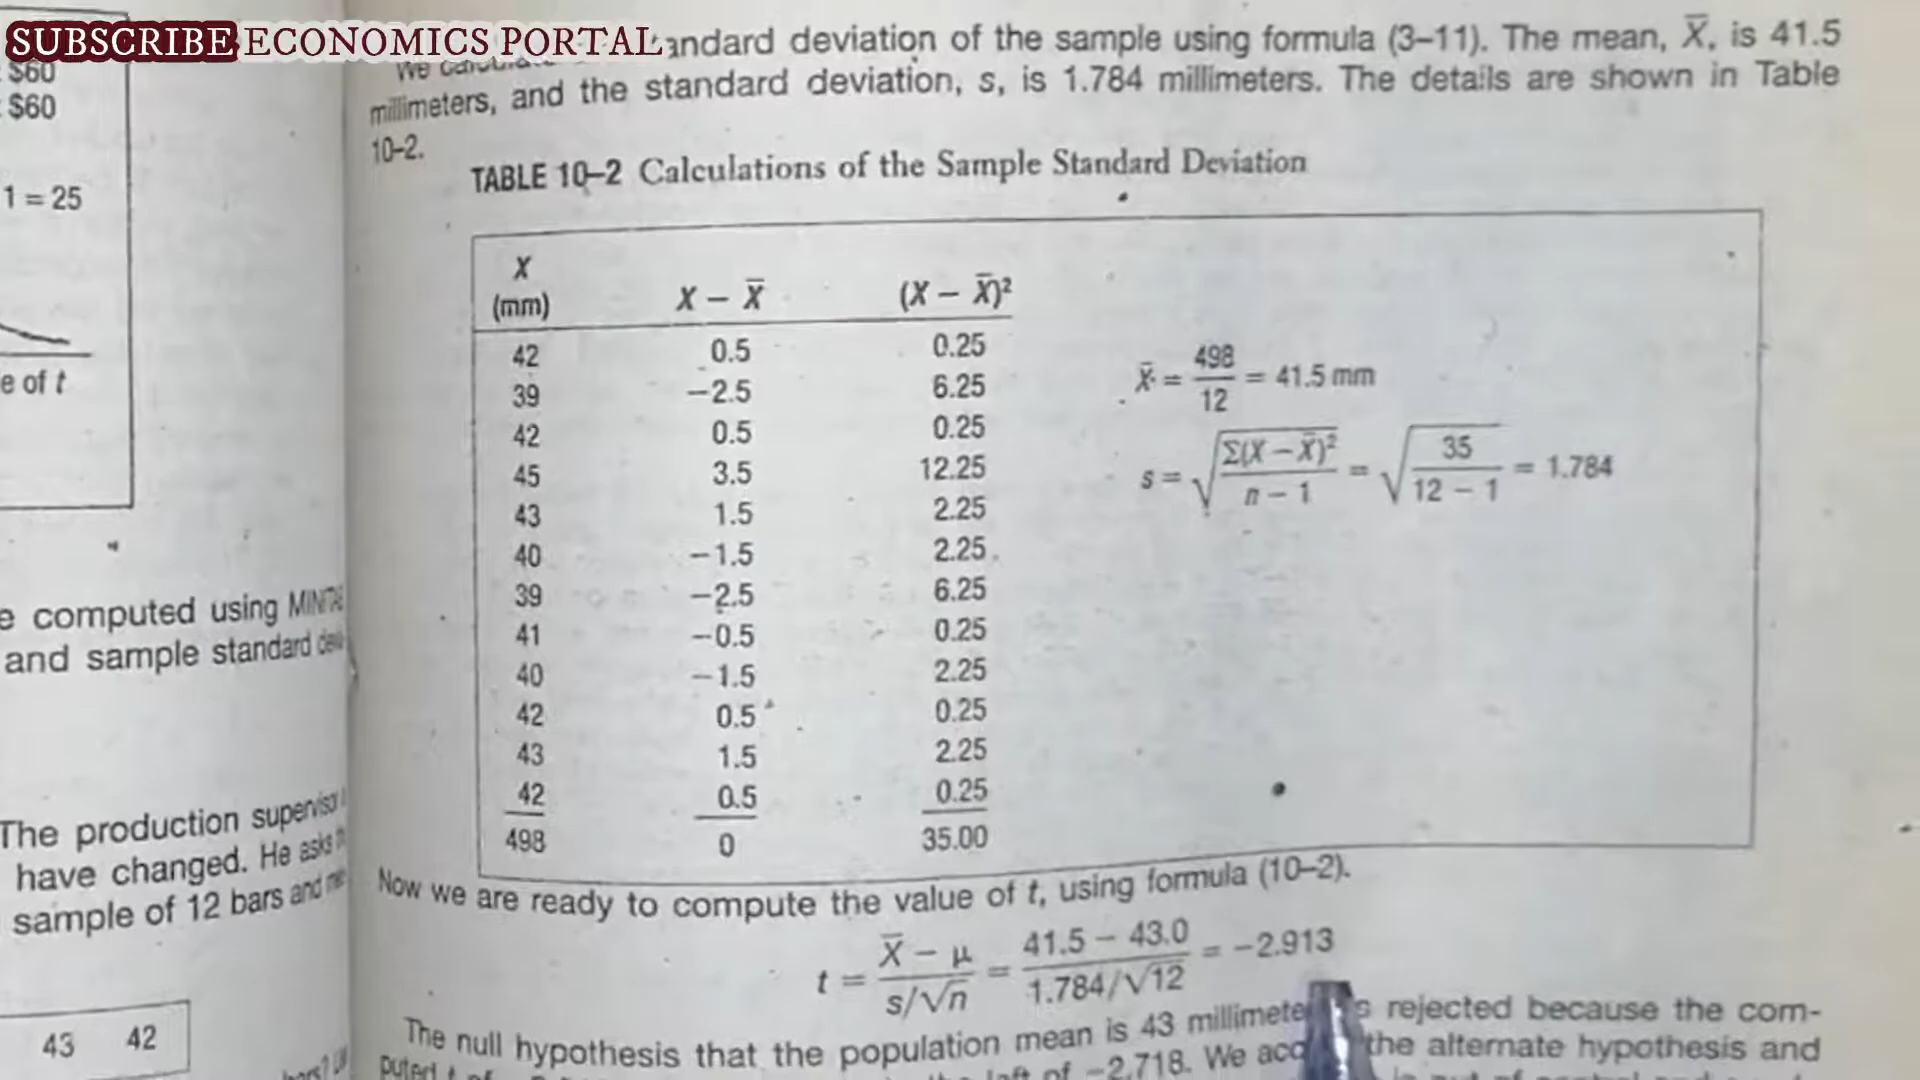 SUBSCRIBE ECONOMICS PORTAL
$60
$60
1 = 25
e of t
e computed using
and sample standard
The production
have changed. He asks
sample of 12 bars and
43 42
We standard deviation of the sample using formula (3–11). The mean, X̄, is 41.5
millimeters, and the standard deviation, s, is 1.784 millimeters. The details are shown in Table
10–2.
TABLE 10–2 Calculations of the Sample Standard Deviation
X
(mm) X – X̄ (X – X̄)²
42 0.5 0.25
39 –2.5 6.25
42 0.5 0.25
45 3.5 12.25
43 1.5 2.25
40 –1.5 2.25
39 –2.5 6.25
41 –0.5 0.25
40 –1.5 2.25
42 0.5 0.25
43 1.5 2.25
42 0.5 0.25
498 0 35.00
X̄ = 498/12 = 41.5 mm
s = √(Σ(X – X̄)²/(n – 1)) = √(35/(12 – 1)) = 1.784
Now we are ready to compute the value of t, using formula (10–2).
t = (X̄ – μ)/(s/√n) = (41.5 – 43.0)/(1.784/√12) = –2.913
The null hypothesis that the population mean is 43 rejected because the com-
of –2.718. We the alternate hypothesis and